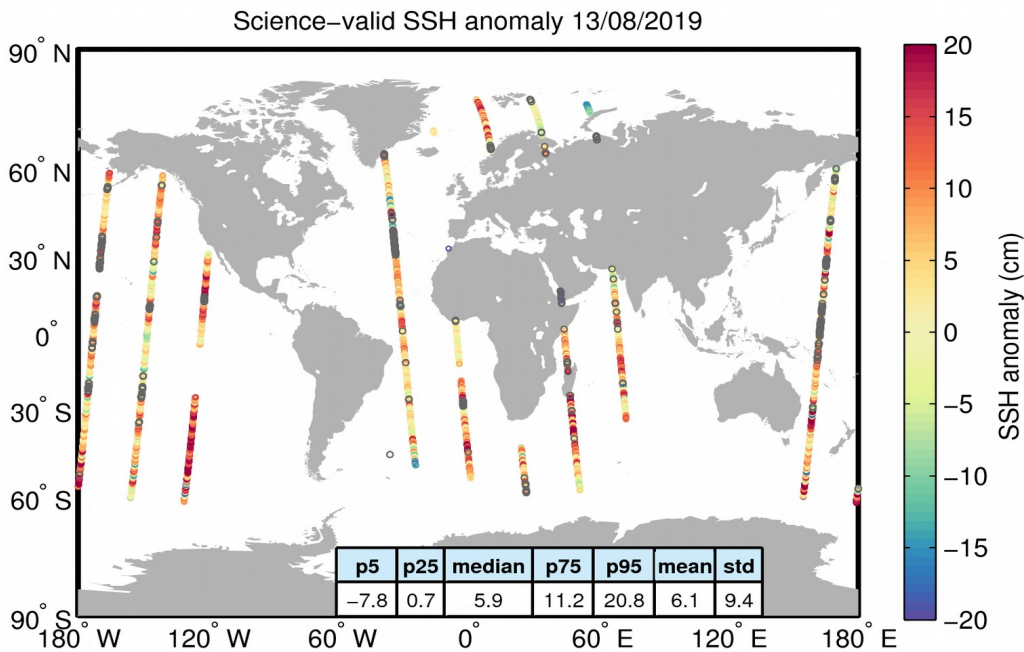 Science−valid SSH anomaly 13/08/2019
90° N
60° N
30° N
0°
30° S
60° S
90° S
180° W
120° W
60° W
0°
60° E
120° E
180° E
p5 p25 median p75 p95 mean std
−7.8 0.7 5.9 11.2 20.8 6.1 9.4
20
15
10
5
0
−5
−10
−15
−20
SSH anomaly (cm)